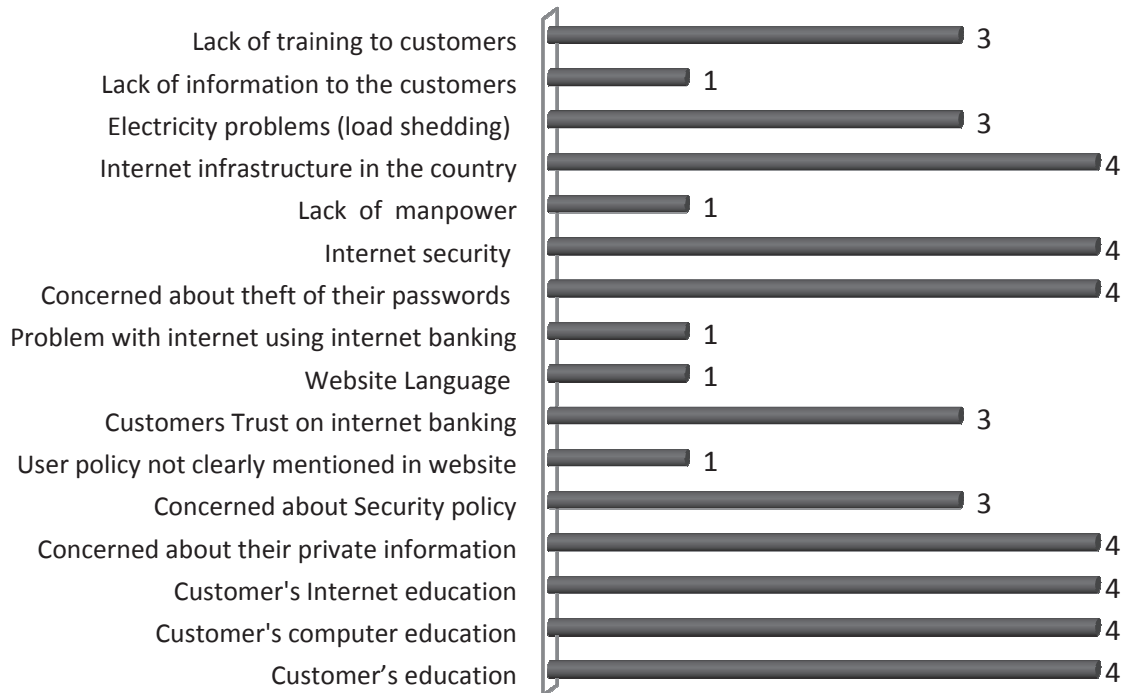 Lack of training to customers 3
Lack of information to the customers 1
Electricity problems (load shedding) 3
Internet infrastructure in the country 4
Lack of manpower 1
Internet security 4
Concerned about theft of their passwords 4
Problem with internet using internet banking 1
Website Language 1
Customers Trust on internet banking 3
User policy not clearly mentioned in website 1
Concerned about Security policy 3
Concerned about their private information 4
Customer's Internet education 4
Customer's computer education 4
Customer’s education 4